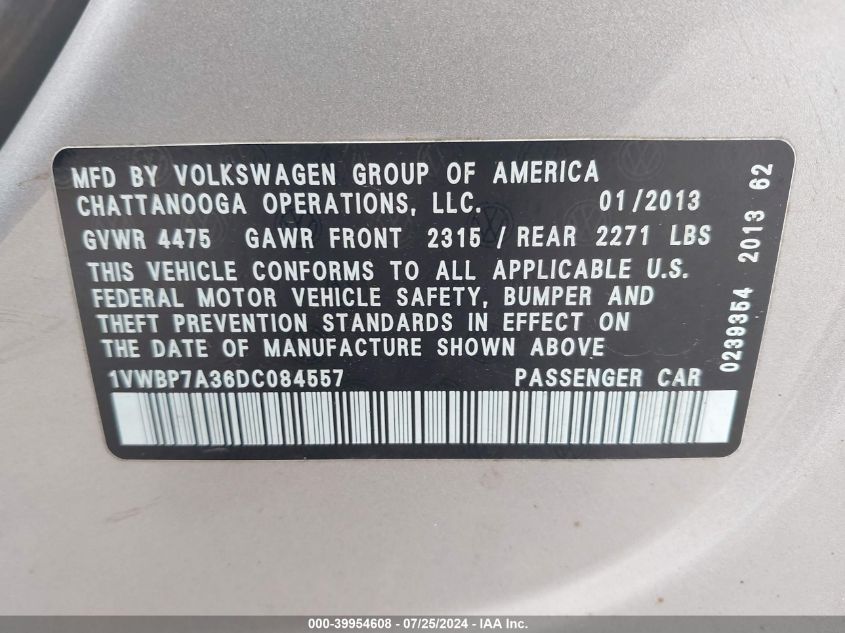 MFD BY VOLKSWAGEN GROUP OF AMERICA
CHATTANOOGA OPERATIONS, LLC. 01/2013
GVWR 4475 GAWR FRONT 2315 / REAR 2271 LBS
THIS VEHICLE CONFORMS TO ALL APPLICABLE U.S.
FEDERAL MOTOR VEHICLE SAFETY, BUMPER AND
THEFT PREVENTION STANDARDS IN EFFECT ON
THE DATE OF MANUFACTURE SHOWN ABOVE
1VWBP7A36DC084557 PASSENGER CAR
0239354 2013 62
000-39954608 - 07/25/2024 - IAA Inc.